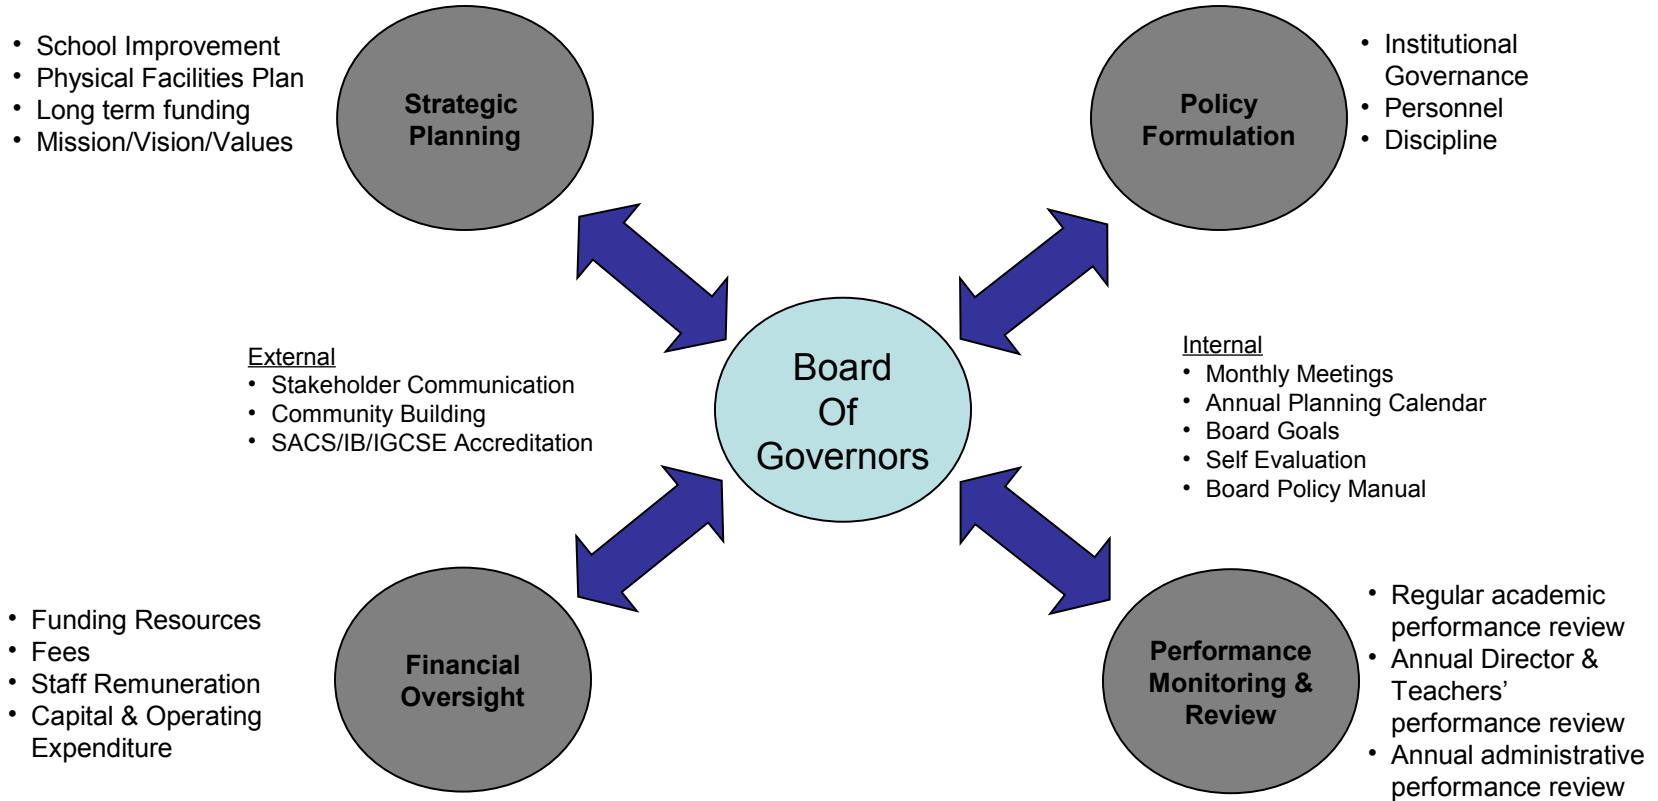 • School Improvement
• Physical Facilities Plan
• Long term funding
• Mission/Vision/Values
Strategic
Planning
Policy
Formulation
• Institutional
Governance
• Personnel
• Discipline
External
• Stakeholder Communication
• Community Building
• SACS/IB/IGCSE Accreditation
Board
Of
Governors
Internal
• Monthly Meetings
• Annual Planning Calendar
• Board Goals
• Self Evaluation
• Board Policy Manual
• Funding Resources
• Fees
• Staff Remuneration
• Capital & Operating
Expenditure
Financial
Oversight
Performance
Monitoring &
Review
• Regular academic
performance review
• Annual Director &
Teachers’
performance review
• Annual administrative
performance review